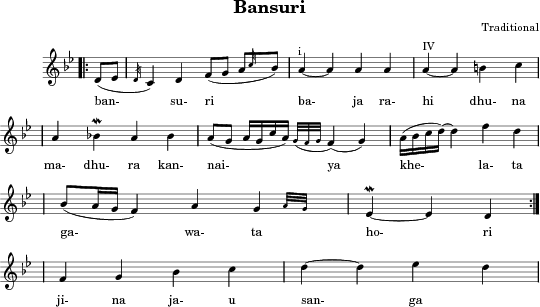 Bansuri
Traditional
i IV
ban- su- ri ba- ja ra- hi dhu- na
ma- dhu- ra kan- nai- ya khe- la- ta
ga- wa- ta ho- ri
ji- na ja- u san- ga